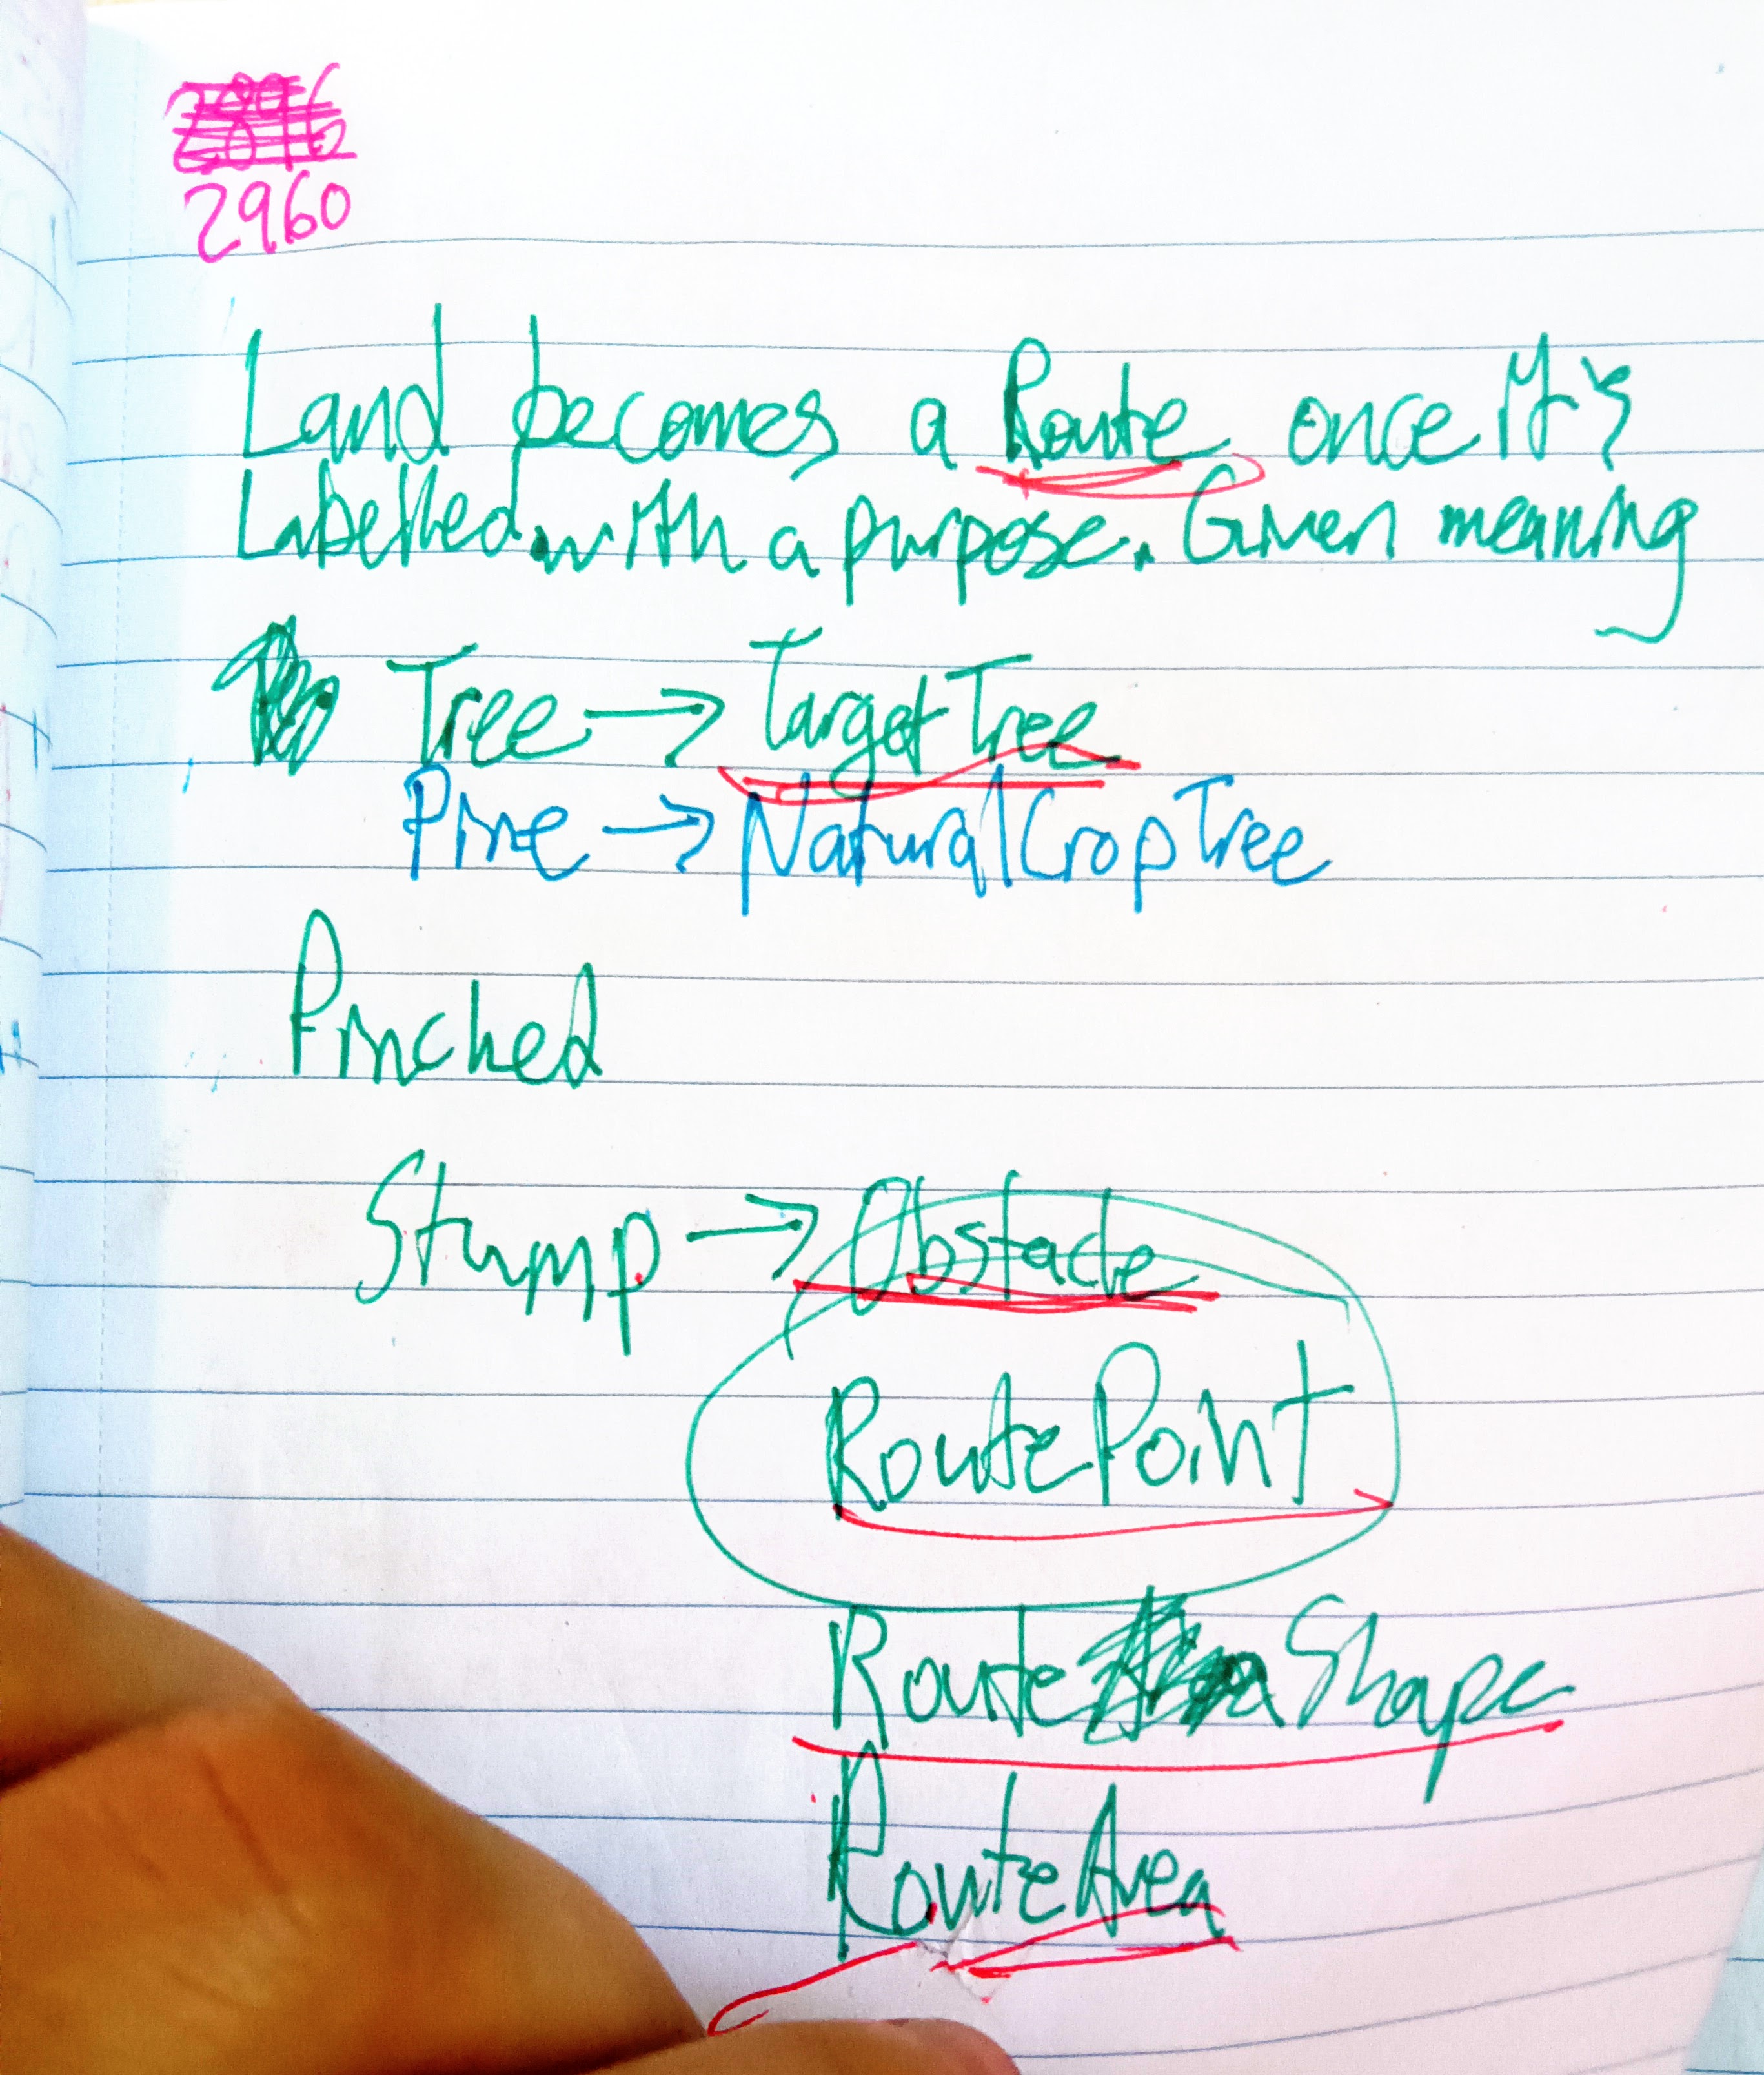 2896
2960
Land becomes a Route once it's
Labelled with a purpose. Given meaning
Tree → TargetTree
Pine → NaturalCropTree
Pinched
Stump → Obstacle
RoutePoint
Route Shape
RouteArea